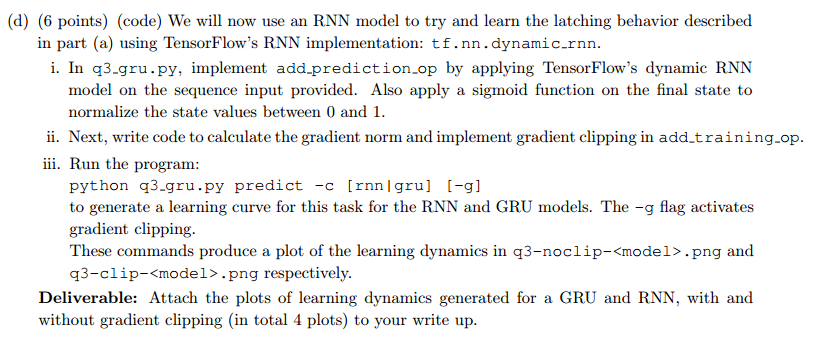 (d) (6 points) (code) We will now use an RNN model to try and learn the latching behavior described
in part (a) using TensorFlow's RNN implementation: tf.nn.dynamic_rnn.
i. In q3_gru.py, implement add_prediction_op by applying TensorFlow's dynamic RNN
model on the sequence input provided. Also apply a sigmoid function on the final state to
normalize the state values between 0 and 1.
ii. Next, write code to calculate the gradient norm and implement gradient clipping in add_training_op.
iii. Run the program:
python q3_gru.py predict -c [rnn|gru] [-g]
to generate a learning curve for this task for the RNN and GRU models. The -g flag activates
gradient clipping.
These commands produce a plot of the learning dynamics in q3-noclip-<model>.png and
q3-clip-<model>.png respectively.
Deliverable: Attach the plots of learning dynamics generated for a GRU and RNN, with and
without gradient clipping (in total 4 plots) to your write up.